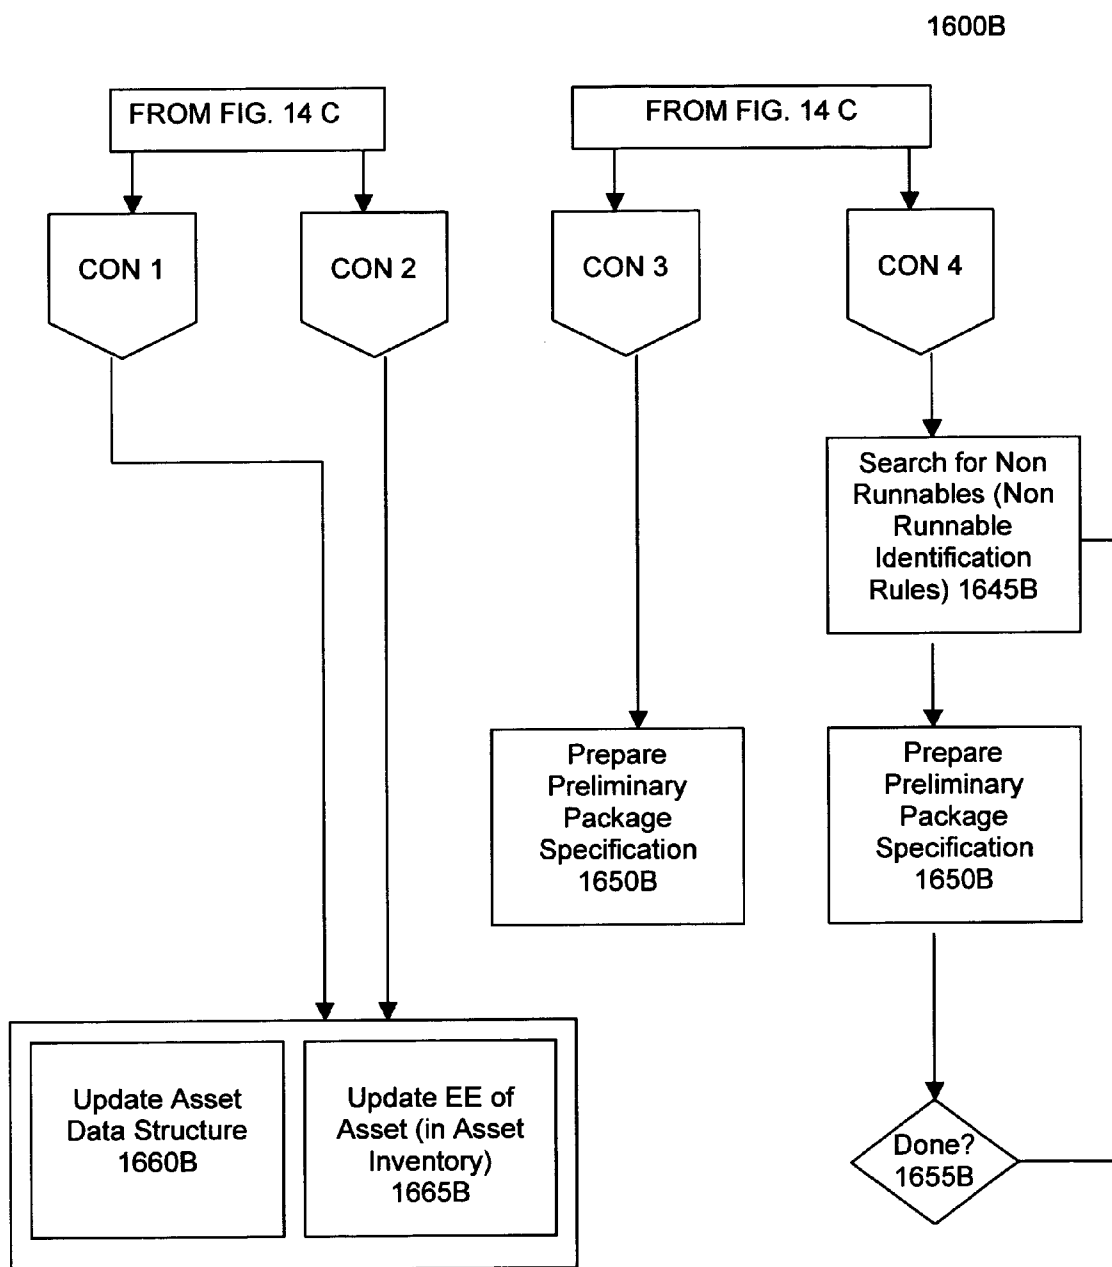 1600B
FROM FIG. 14 C
FROM FIG. 14 C
CON 1
CON 2
CON 3
CON 4
Search for Non
Runnables (Non
Runnable
Identification
Rules) 1645B
Prepare
Preliminary
Package
Specification
1650B
Prepare
Preliminary
Package
Specification
1650B
Update Asset
Data Structure
1660B
Update EE of
Asset (in Asset
Inventory)
1665B
Done?
1655B